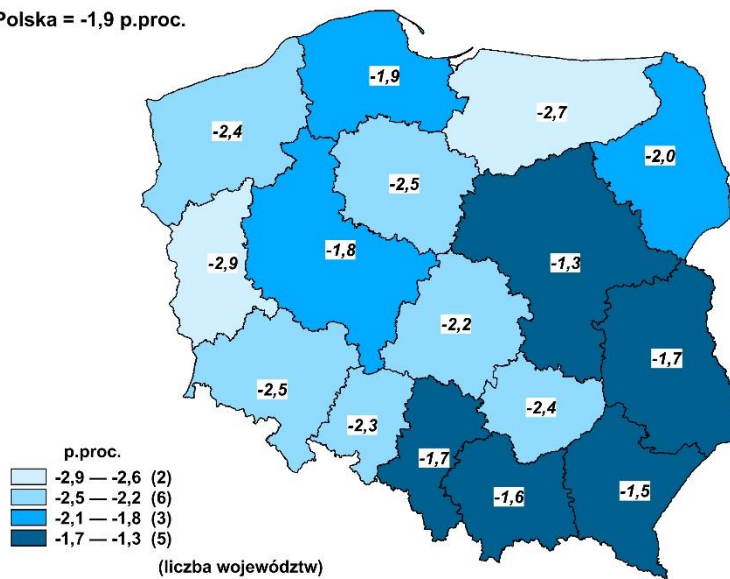 Polska = -1,9 p.proc.
-1,9
-2,7
-2,4
-2,0
-2,5
-1,8
-2,9
-1,3
-2,2
-1,7
-2,5
-2,4
-2,3
-1,7
-1,6
-1,5
p.proc.
-2,9 — -2,6 (2)
-2,5 — -2,2 (6)
-2,1 — -1,8 (3)
-1,7 — -1,3 (5)
(liczba województw)